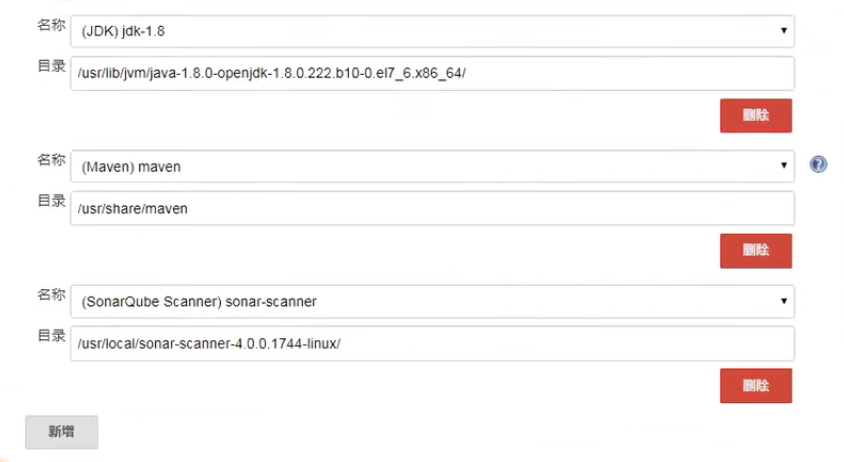 名称 (JDK) jdk-1.8
目录 /usr/lib/jvm/java-1.8.0-openjdk-1.8.0.222.b10-0.el7_6.x86_64/
删除
名称 (Maven) maven
目录 /usr/share/maven
删除
名称 (SonarQube Scanner) sonar-scanner
目录 /usr/local/sonar-scanner-4.0.0.1744-linux/
删除
新增